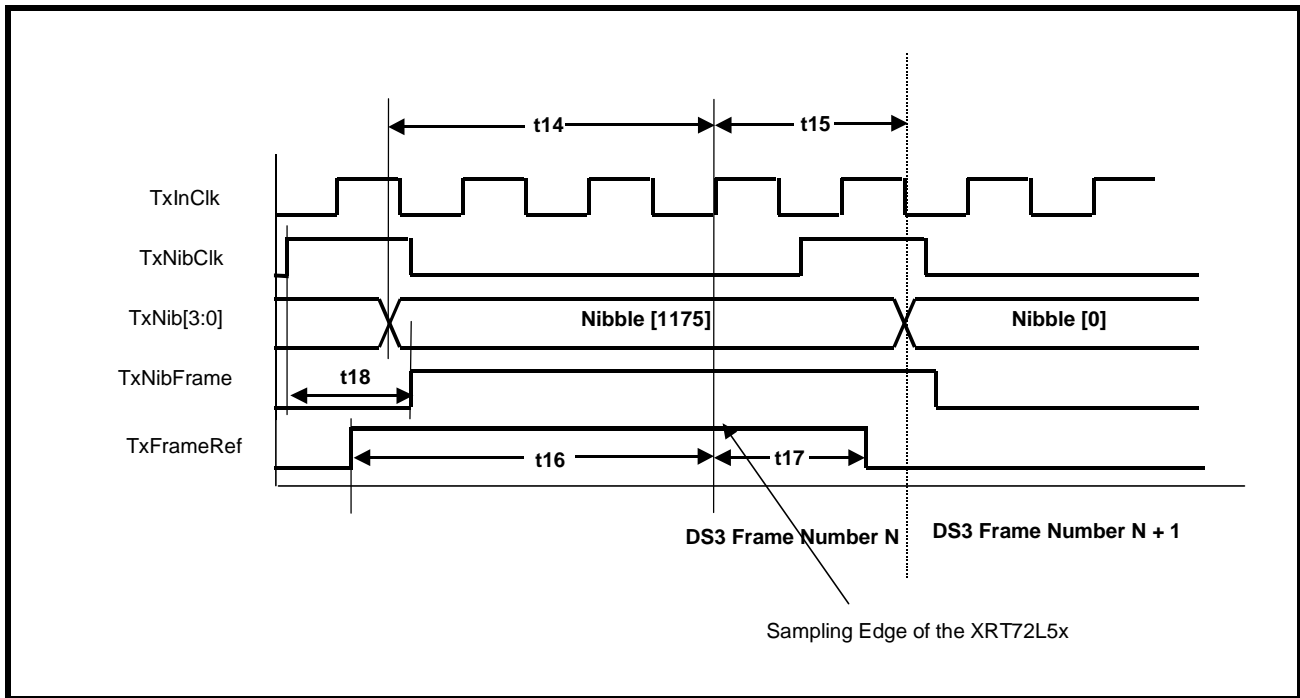 t14
t15
TxInClk
TxNibClk
TxNib[3:0]
Nibble [1175]
Nibble [0]
TxNibFrame
t18
TxFrameRef
t16
t17
DS3 Frame Number N
DS3 Frame Number N + 1
Sampling Edge of the XRT72L5x